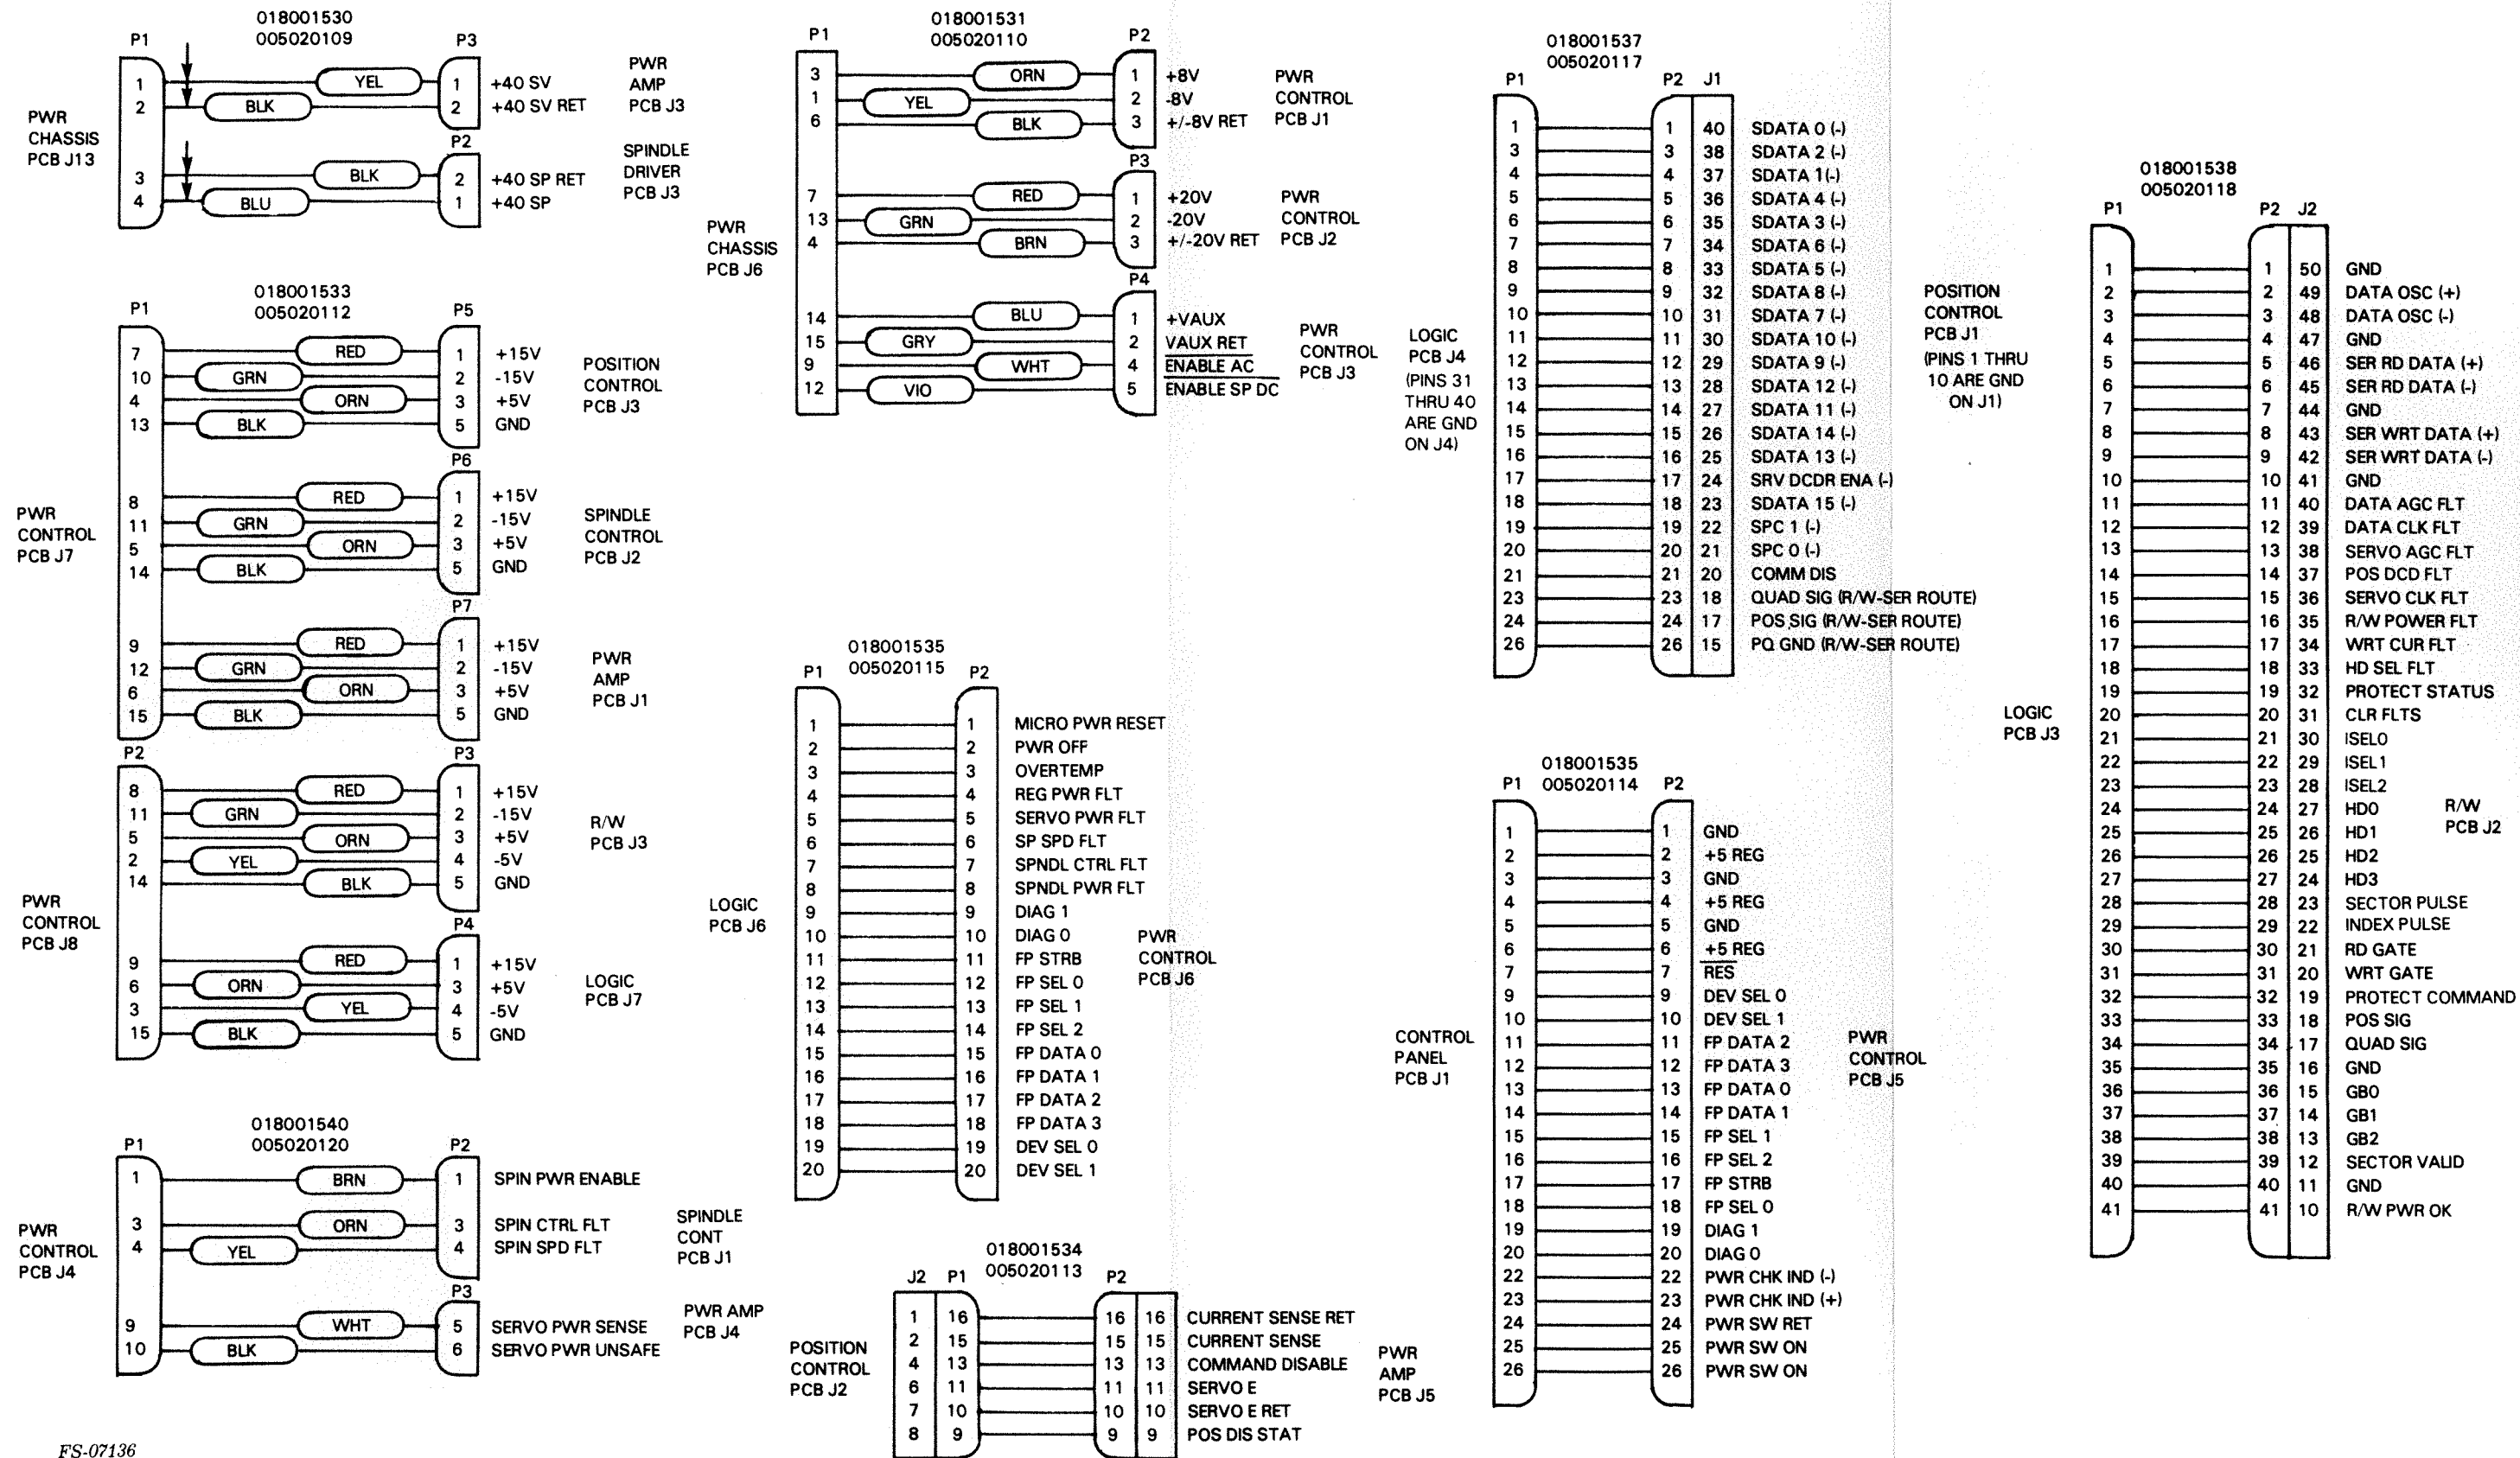 018001530
005020109
P1 P3
PWR CHASSIS PCB J13
1 YEL 1 +40 SV
2 BLK 2 +40 SV RET
PWR AMP PCB J3
P2
3 BLK 2 +40 SP RET
4 BLU 1 +40 SP
SPINDLE DRIVER PCB J3
018001533
005020112
P1 P5
PWR CONTROL PCB J7
7 RED 1 +15V
10 GRN 2 -15V
4 ORN 3 +5V
13 BLK 5 GND
POSITION CONTROL PCB J3
P6
8 RED 1 +15V
11 GRN 2 -15V
5 ORN 3 +5V
14 BLK 5 GND
SPINDLE CONTROL PCB J2
P7
9 RED 1 +15V
12 GRN 2 -15V
6 ORN 3 +5V
15 BLK 5 GND
PWR AMP PCB J1
P2 P3
PWR CONTROL PCB J8
8 RED 1 +15V
11 GRN 2 -15V
5 ORN 3 +5V
2 YEL 4 -5V
14 BLK 5 GND
R/W PCB J3
P4
9 RED 1 +15V
6 ORN 3 +5V
3 YEL 4 -5V
15 BLK 5 GND
LOGIC PCB J7
018001540
005020120
P1 P2
PWR CONTROL PCB J4
1 BRN 1 SPIN PWR ENABLE
3 ORN 3 SPIN CTRL FLT
4 YEL 4 SPIN SPD FLT
SPINDLE CONT PCB J1
P3
9 WHT 5 SERVO PWR SENSE
10 BLK 6 SERVO PWR UNSAFE
PWR AMP PCB J4
FS-07136
018001531
005020110
P1 P2
PWR CHASSIS PCB J6
3 ORN 1 +8V
1 YEL 2 -8V
6 BLK 3 +/-8V RET
PWR CONTROL PCB J1
P3
7 RED 1 +20V
13 GRN 2 -20V
4 BRN 3 +/-20V RET
PWR CONTROL PCB J2
P4
14 BLU 1 +VAUX
15 GRY 2 VAUX RET
9 WHT 4 ENABLE AC
12 VIO 5 ENABLE SP DC
PWR CONTROL PCB J3
018001535
005020115
P1 P2
LOGIC PCB J6
1 1 MICRO PWR RESET
2 2 PWR OFF
3 3 OVERTEMP
4 4 REG PWR FLT
5 5 SERVO PWR FLT
6 6 SP SPD FLT
7 7 SPNDL CTRL FLT
8 8 SPNDL PWR FLT
9 9 DIAG 1
10 10 DIAG 0
11 11 FP STRB
12 12 FP SEL 0
13 13 FP SEL 1
14 14 FP SEL 2
15 15 FP DATA 0
16 16 FP DATA 1
17 17 FP DATA 2
18 18 FP DATA 3
19 19 DEV SEL 0
20 20 DEV SEL 1
PWR CONTROL PCB J6
018001534
005020113
J2 P1 P2
POSITION CONTROL PCB J2
1 16 16 16 CURRENT SENSE RET
2 15 15 15 CURRENT SENSE
4 13 13 13 COMMAND DISABLE
6 11 11 11 SERVO E
7 10 10 10 SERVO E RET
8 9 9 9 POS DIS STAT
PWR AMP PCB J5
018001537
005020117
P1 P2 J1
LOGIC PCB J4
(PINS 31 THRU 40 ARE GND ON J4)
1 1 40 SDATA 0 (-)
3 3 38 SDATA 2 (-)
4 4 37 SDATA 1(-)
5 5 36 SDATA 4 (-)
6 6 35 SDATA 3 (-)
7 7 34 SDATA 6 (-)
8 8 33 SDATA 5 (-)
9 9 32 SDATA 8 (-)
10 10 31 SDATA 7 (-)
11 11 30 SDATA 10 (-)
12 12 29 SDATA 9 (-)
13 13 28 SDATA 12 (-)
14 14 27 SDATA 11 (-)
15 15 26 SDATA 14 (-)
16 16 25 SDATA 13 (-)
17 17 24 SRV DCDR ENA (-)
18 18 23 SDATA 15 (-)
19 19 22 SPC 1 (-)
20 20 21 SPC 0 (-)
21 21 20 COMM DIS
23 23 18 QUAD SIG (R/W-SER ROUTE)
24 24 17 POS SIG (R/W-SER ROUTE)
26 26 15 PQ GND (R/W-SER ROUTE)
POSITION CONTROL PCB J1
(PINS 1 THRU 10 ARE GND ON J1)
018001535
005020114
P1 P2
CONTROL PANEL PCB J1
1 1 GND
2 2 +5 REG
3 3 GND
4 4 +5 REG
5 5 GND
6 6 +5 REG
7 7 RES
9 9 DEV SEL 0
10 10 DEV SEL 1
11 11 FP DATA 2
12 12 FP DATA 3
13 13 FP DATA 0
14 14 FP DATA 1
15 15 FP SEL 1
16 16 FP SEL 2
17 17 FP STRB
18 18 FP SEL 0
19 19 DIAG 1
20 20 DIAG 0
22 22 PWR CHK IND (-)
23 23 PWR CHK IND (+)
24 24 PWR SW RET
25 25 PWR SW ON
26 26 PWR SW ON
PWR CONTROL PCB J5
018001538
005020118
P1 P2 J2
LOGIC PCB J3
1 1 50 GND
2 2 49 DATA OSC (+)
3 3 48 DATA OSC (-)
4 4 47 GND
5 5 46 SER RD DATA (+)
6 6 45 SER RD DATA (-)
7 7 44 GND
8 8 43 SER WRT DATA (+)
9 9 42 SER WRT DATA (-)
10 10 41 GND
11 11 40 DATA AGC FLT
12 12 39 DATA CLK FLT
13 13 38 SERVO AGC FLT
14 14 37 POS DCD FLT
15 15 36 SERVO CLK FLT
16 16 35 R/W POWER FLT
17 17 34 WRT CUR FLT
18 18 33 HD SEL FLT
19 19 32 PROTECT STATUS
20 20 31 CLR FLTS
21 21 30 ISEL0
22 22 29 ISEL1
23 23 28 ISEL2
24 24 27 HD0
25 25 26 HD1
26 26 25 HD2
27 27 24 HD3
28 28 23 SECTOR PULSE
29 29 22 INDEX PULSE
30 30 21 RD GATE
31 31 20 WRT GATE
32 32 19 PROTECT COMMAND
33 33 18 POS SIG
34 34 17 QUAD SIG
35 35 16 GND
36 36 15 GB0
37 37 14 GB1
38 38 13 GB2
39 39 12 SECTOR VALID
40 40 11 GND
41 41 10 R/W PWR OK
R/W PCB J2